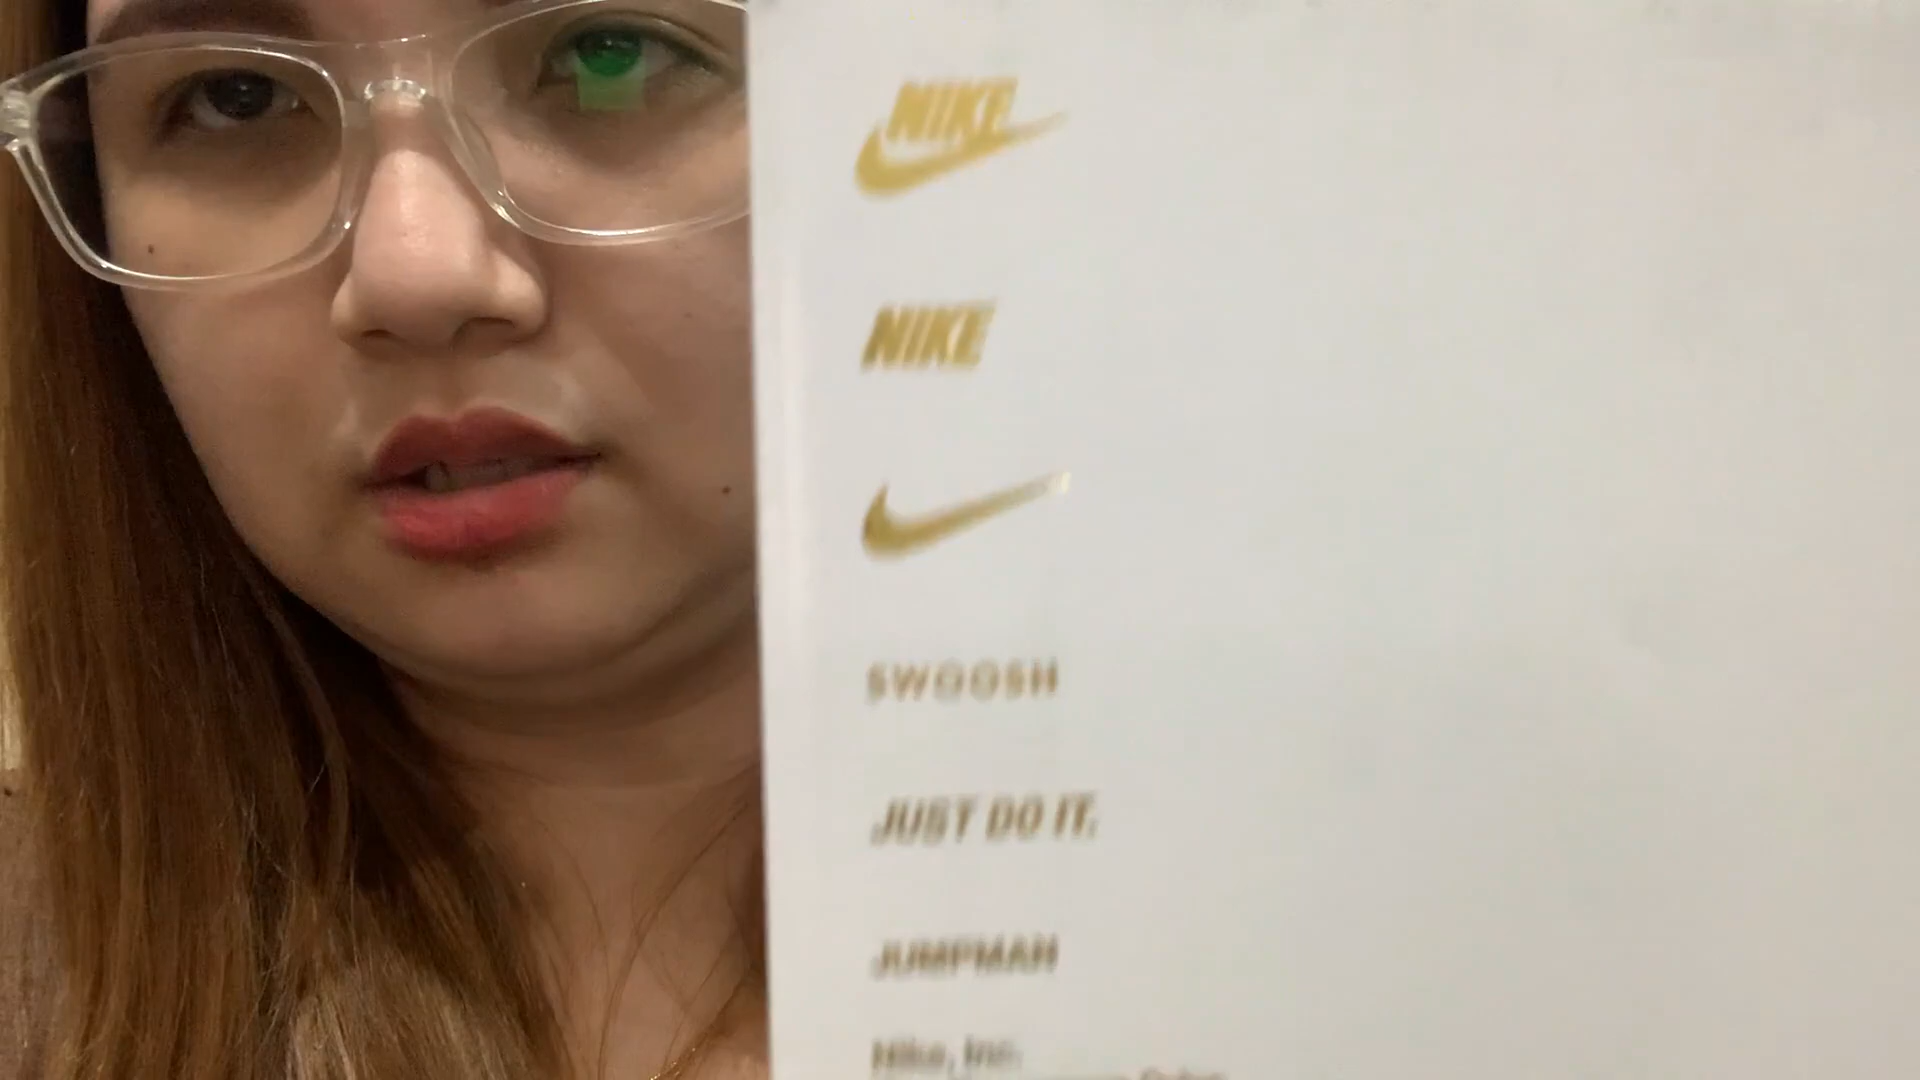 NIKE
NIKE
SWOOSH
JUST DO IT.
JUMPMAN
Nike, Inc.